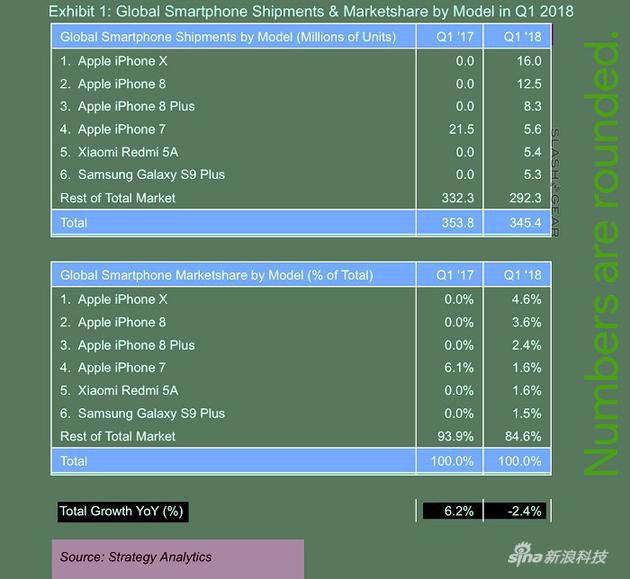 Exhibit 1: Global Smartphone Shipments & Marketshare by Model in Q1 2018
Global Smartphone Shipments by Model (Millions of Units) Q1 '17 Q1 '18
1. Apple iPhone X 0.0 16.0
2. Apple iPhone 8 0.0 12.5
3. Apple iPhone 8 Plus 0.0 8.3
4. Apple iPhone 7 21.5 5.6
5. Xiaomi Redmi 5A 0.0 5.4
6. Samsung Galaxy S9 Plus 0.0 5.3
Rest of Total Market 332.3 292.3
Total 353.8 345.4
Global Smartphone Marketshare by Model (% of Total) Q1 '17 Q1 '18
1. Apple iPhone X 0.0% 4.6%
2. Apple iPhone 8 0.0% 3.6%
3. Apple iPhone 8 Plus 0.0% 2.4%
4. Apple iPhone 7 6.1% 1.6%
5. Xiaomi Redmi 5A 0.0% 1.6%
6. Samsung Galaxy S9 Plus 0.0% 1.5%
Rest of Total Market 93.9% 84.6%
Total 100.0% 100.0%
Total Growth YoY (%) 6.2% -2.4%
Source: Strategy Analytics
Numbers are rounded.
SLASH GEAR
sina 新浪科技